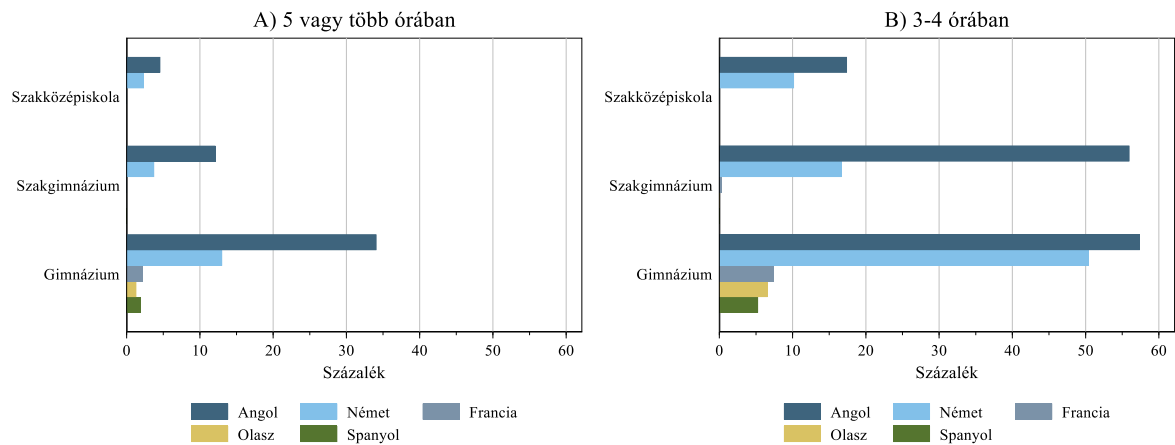 A) 5 vagy több órában
Szakközépiskola
Szakgimnázium
Gimnázium
0 10 20 30 40 50 60
Százalék
Angol Német Francia
Olasz Spanyol
B) 3-4 órában
Szakközépiskola
Szakgimnázium
Gimnázium
0 10 20 30 40 50 60
Százalék
Angol Német Francia
Olasz Spanyol